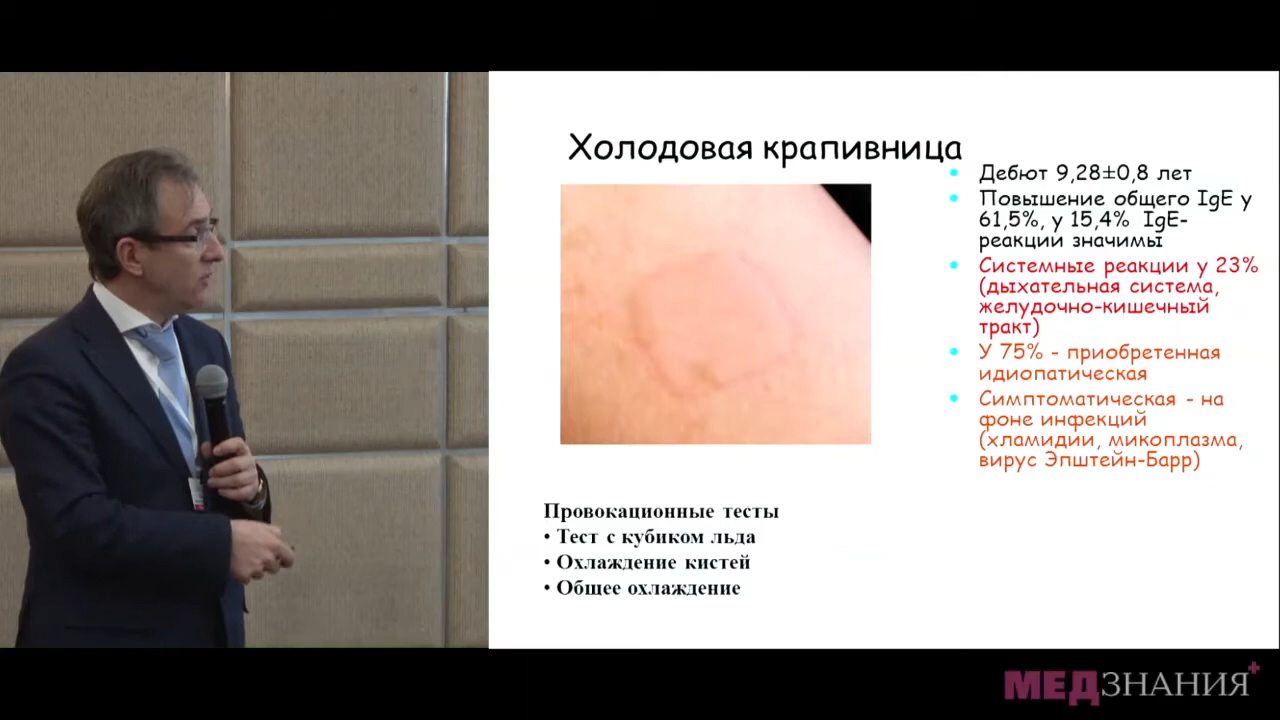 Холодовая крапивница
• Дебют 9,28±0,8 лет
• Повышение общего IgE у
61,5%, у 15,4% IgE-
реакции значимы
• Системные реакции у 23%
(дыхательная система,
желудочно-кишечный
тракт)
• У 75% - приобретенная
идиопатическая
• Симптоматическая - на
фоне инфекций
(хламидии, микоплазма,
вирус Эпштейн-Барр)
Провокационные тесты
• Тест с кубиком льда
• Охлаждение кистей
• Общее охлаждение
МЕДЗНАНИЯ+